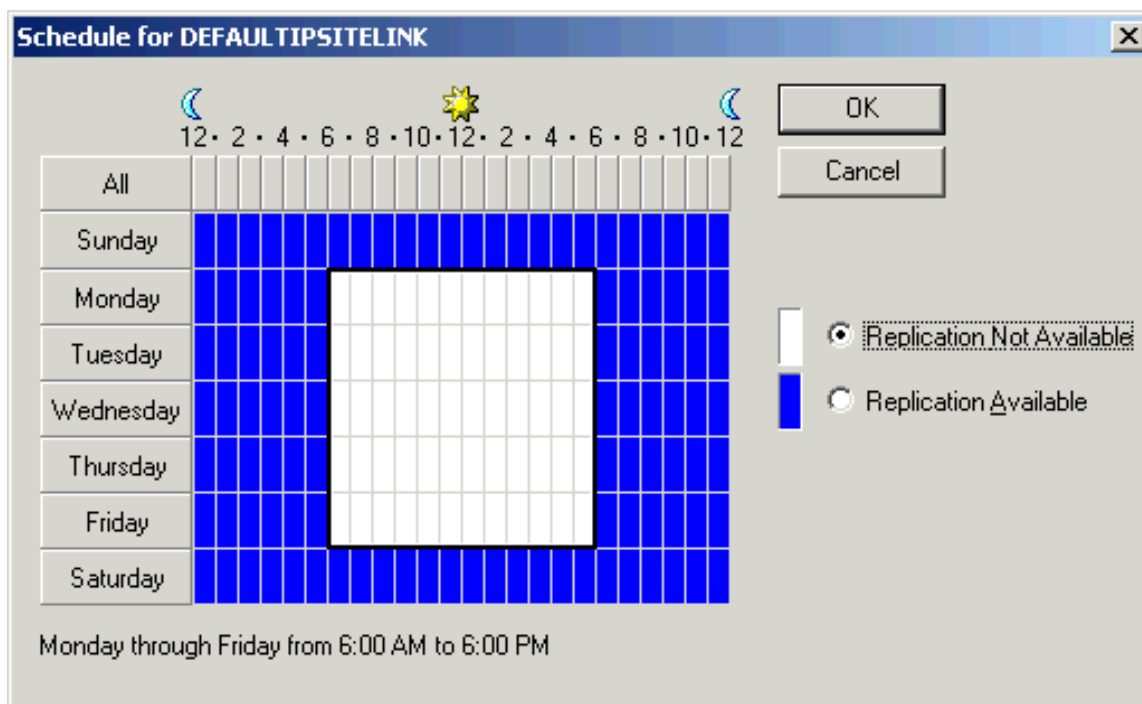 Schedule for DEFAULTIPSITELINK
12 · 2 · 4 · 6 · 8 · 10 · 12 · 2 · 4 · 6 · 8 · 10 · 12
OK
Cancel
All
Sunday
Monday
Tuesday
Wednesday
Thursday
Friday
Saturday
Replication Not Available
Replication Available
Monday through Friday from 6:00 AM to 6:00 PM